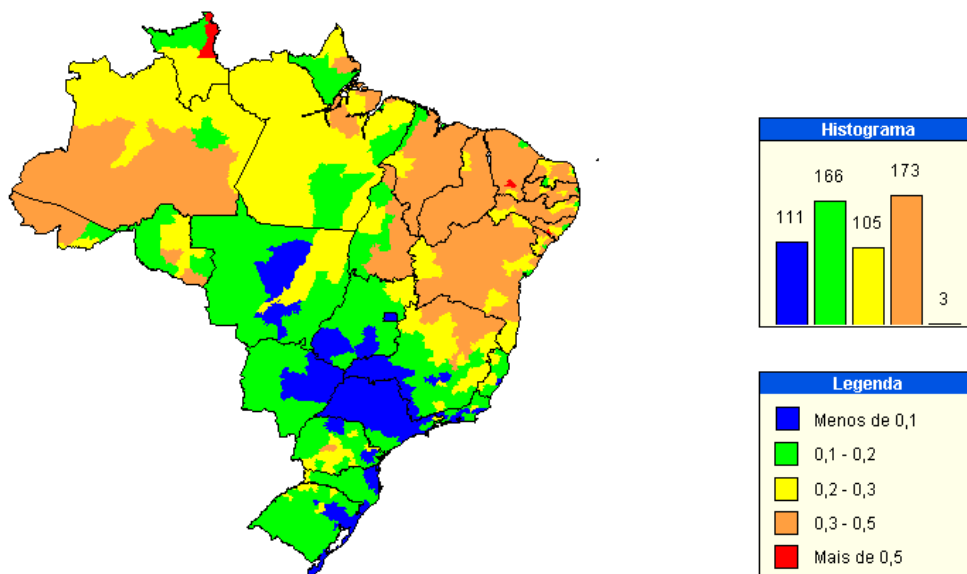 Histograma
111
166
105
173
3
Legenda
Menos de 0,1
0,1 - 0,2
0,2 - 0,3
0,3 - 0,5
Mais de 0,5